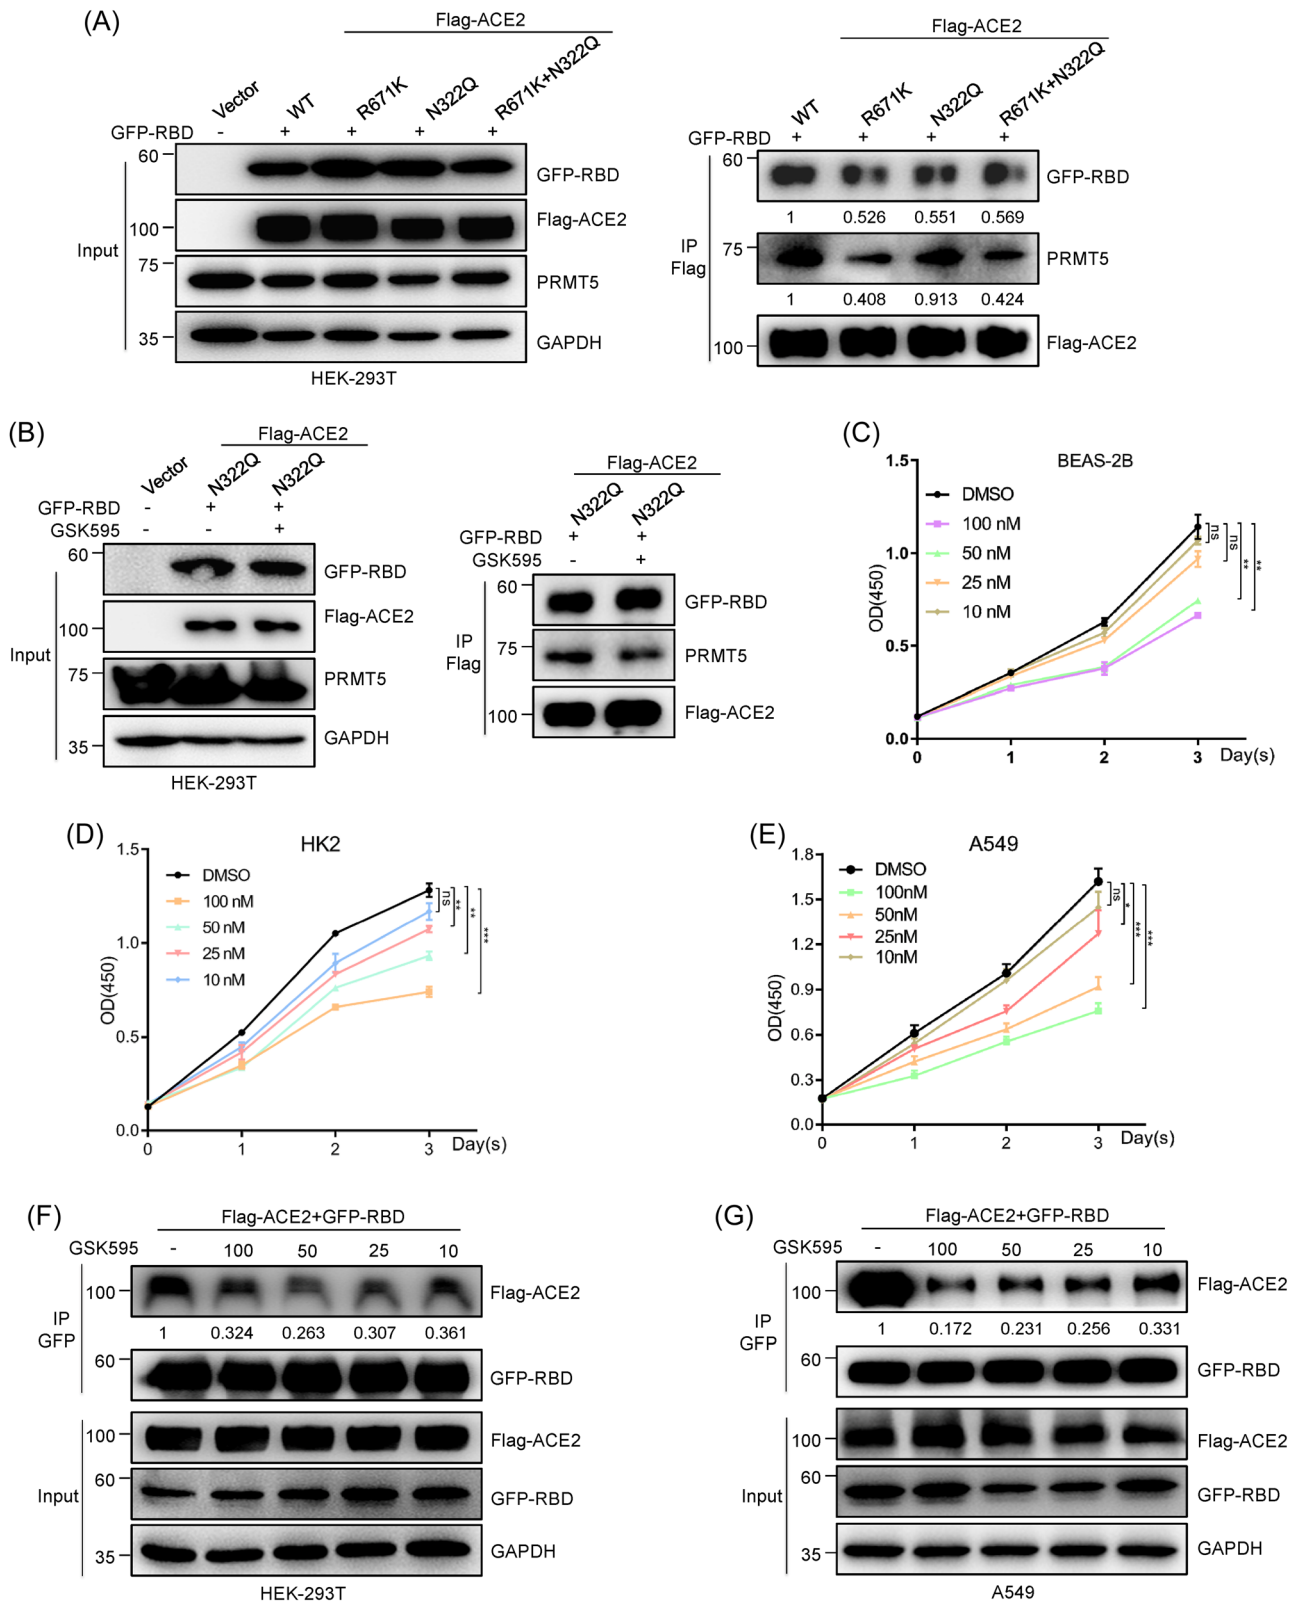 (A)
Flag-ACE2
Vector
WT
R671K
N322Q
R671K+N322Q
GFP-RBD - + + + +
Input
60
GFP-RBD
100
Flag-ACE2
75
PRMT5
35
GAPDH
HEK-293T
Flag-ACE2
WT
R671K
N322Q
R671K+N322Q
GFP-RBD + + + +
IP
Flag
60
GFP-RBD
1 0.526 0.551 0.569
75
PRMT5
1 0.408 0.913 0.424
100
Flag-ACE2
(B)
Flag-ACE2
Vector
N322Q
N322Q
GFP-RBD - + +
GSK595 - - +
Input
60
GFP-RBD
100
Flag-ACE2
75
PRMT5
35
GAPDH
HEK-293T
Flag-ACE2
N322Q
N322Q
GFP-RBD + +
GSK595 - +
IP
Flag
60
GFP-RBD
75
PRMT5
100
Flag-ACE2
(C)
BEAS-2B
OD(450)
1.5
1.0
0.5
0.0
DMSO
100 nM
50 nM
25 nM
10 nM
ns
ns
**
**
0 1 2 3 Day(s)
(D)
HK2
OD(450)
1.5
1.0
0.5
0.0
DMSO
100 nM
50 nM
25 nM
10 nM
ns
**
**
***
0 1 2 3 Day(s)
(E)
A549
OD(450)
1.8
1.5
1.2
0.9
0.6
0.3
0.0
DMSO
100nM
50nM
25nM
10nM
ns
*
***
***
0 1 2 3 Day(s)
(F)
Flag-ACE2+GFP-RBD
GSK595 - 100 50 25 10
IP
GFP
100
Flag-ACE2
1 0.324 0.263 0.307 0.361
60
GFP-RBD
Input
100
Flag-ACE2
60
GFP-RBD
35
GAPDH
HEK-293T
(G)
Flag-ACE2+GFP-RBD
GSK595 - 100 50 25 10
IP
GFP
100
Flag-ACE2
1 0.172 0.231 0.256 0.331
60
GFP-RBD
Input
100
Flag-ACE2
60
GFP-RBD
35
GAPDH
A549